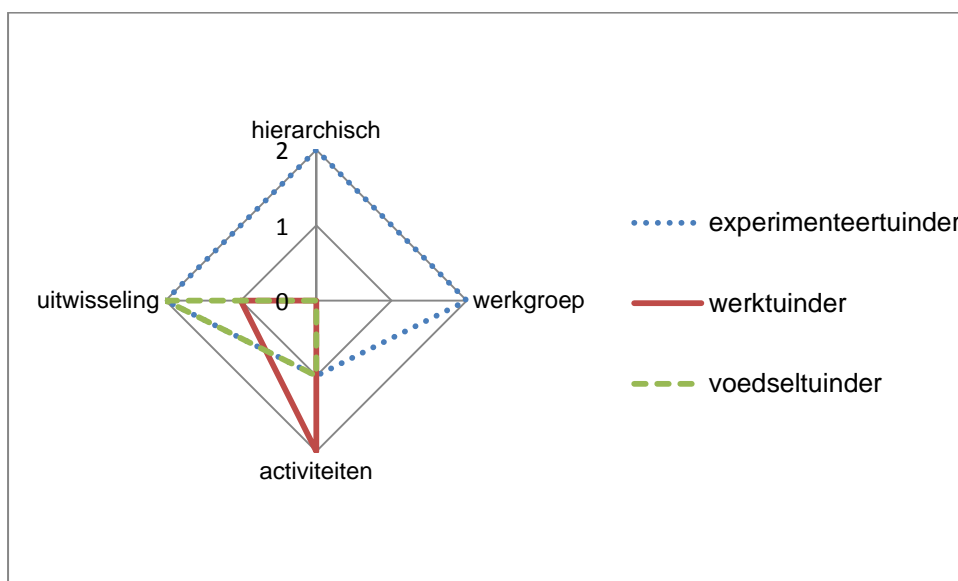 hierarchisch
2
1
0
uitwisseling
werkgroep
activiteiten
experimenteertuinder
werktuinder
voedseltuinder